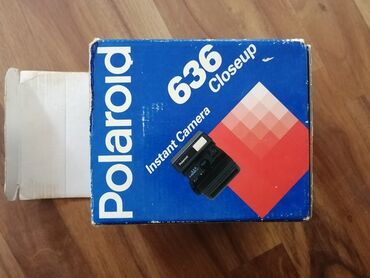 Polaroid
636
Closeup
Instant Camera